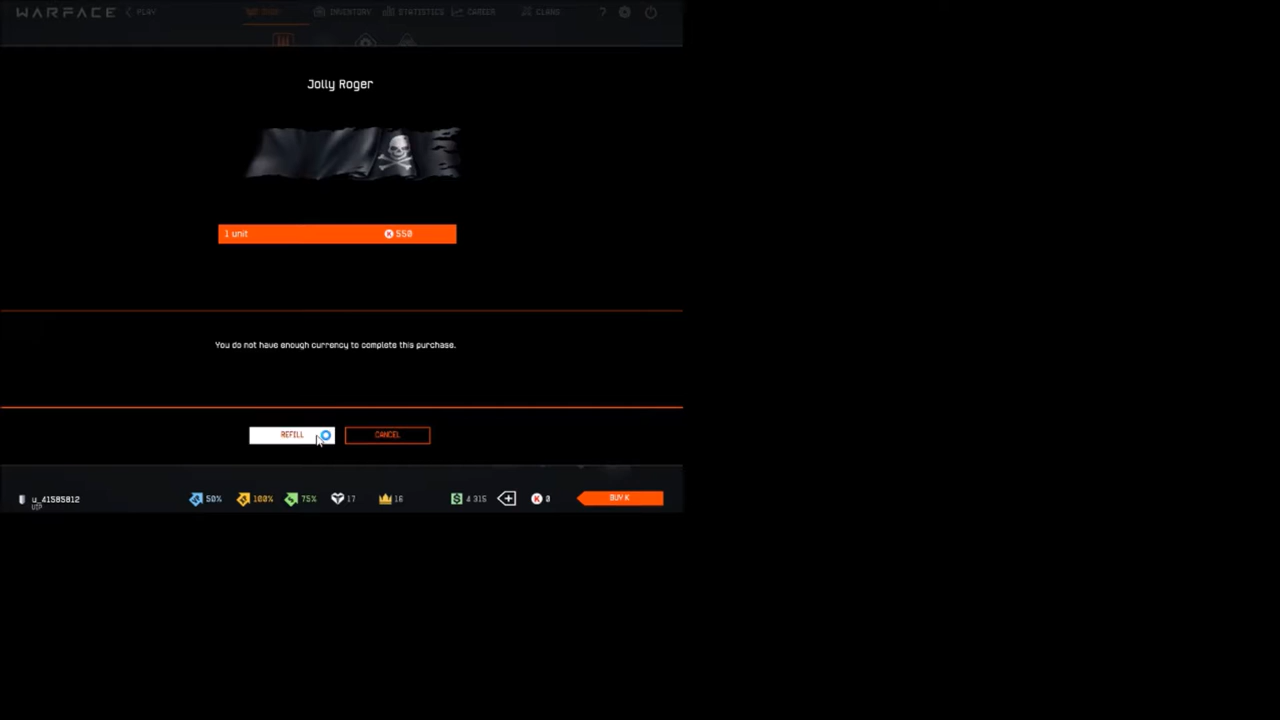 WARFACE
PLAY
INVENTORY
STATISTICS
CAREER
CLANS
?
Jolly Roger
1 unit
K 550
You do not have enough currency to complete this purchase.
REFILL
CANCEL
u_41585812
VIP
50%
100%
75%
17
16
$ 4 315
K 0
BUY K